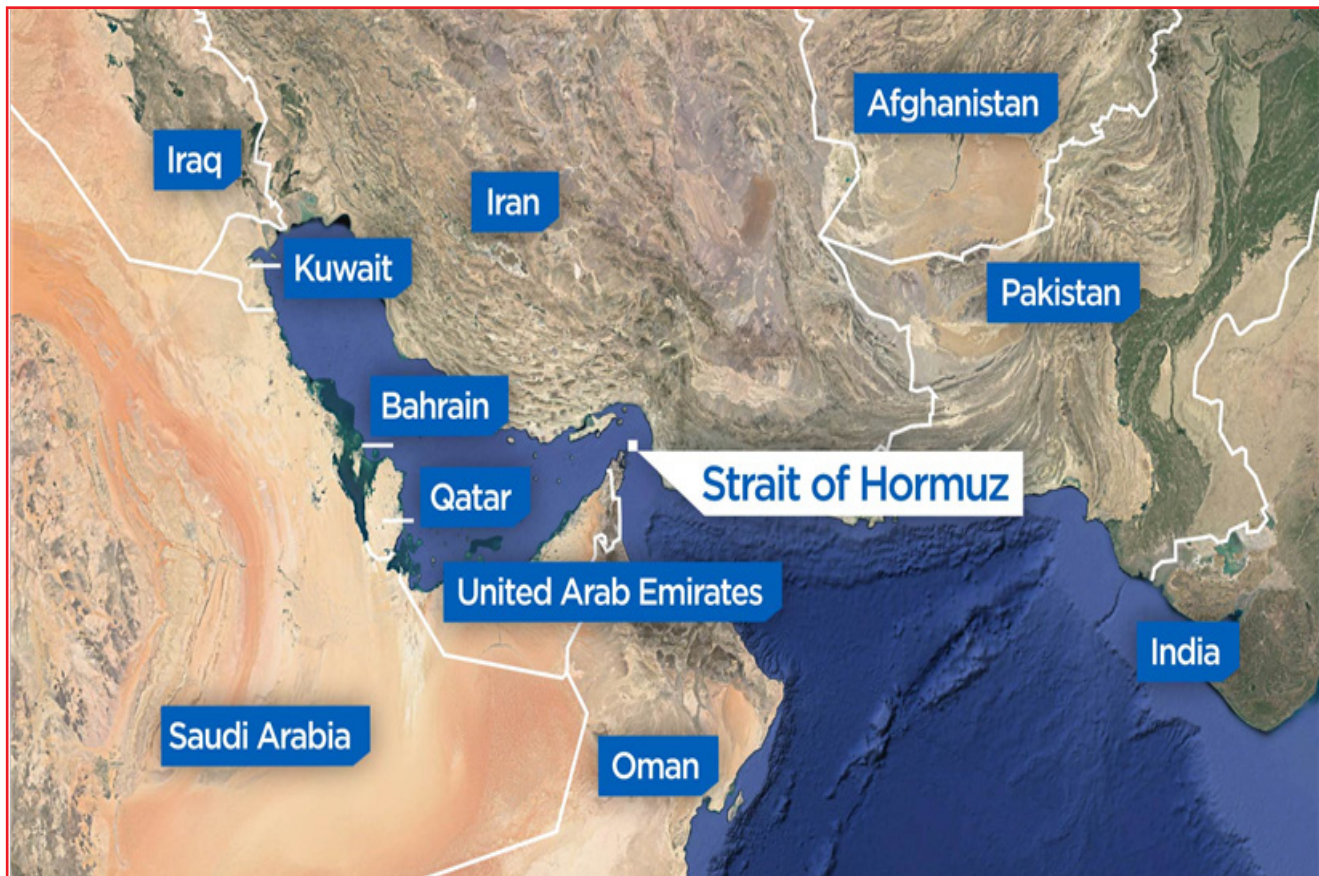 Afghanistan
Iraq
Iran
Kuwait
Pakistan
Bahrain
Strait of Hormuz
Qatar
United Arab Emirates
India
Saudi Arabia
Oman